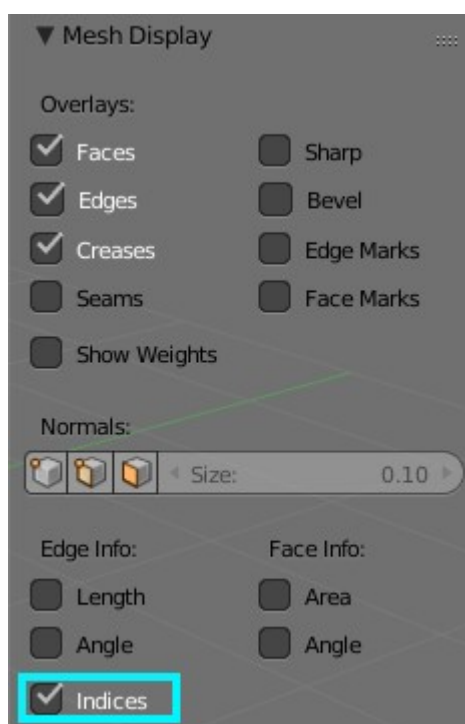 Mesh Display
Overlays:
Faces Sharp
Edges Bevel
Creases Edge Marks
Seams Face Marks
Show Weights
Normals:
Size: 0.10
Edge Info: Face Info:
Length Area
Angle Angle
Indices